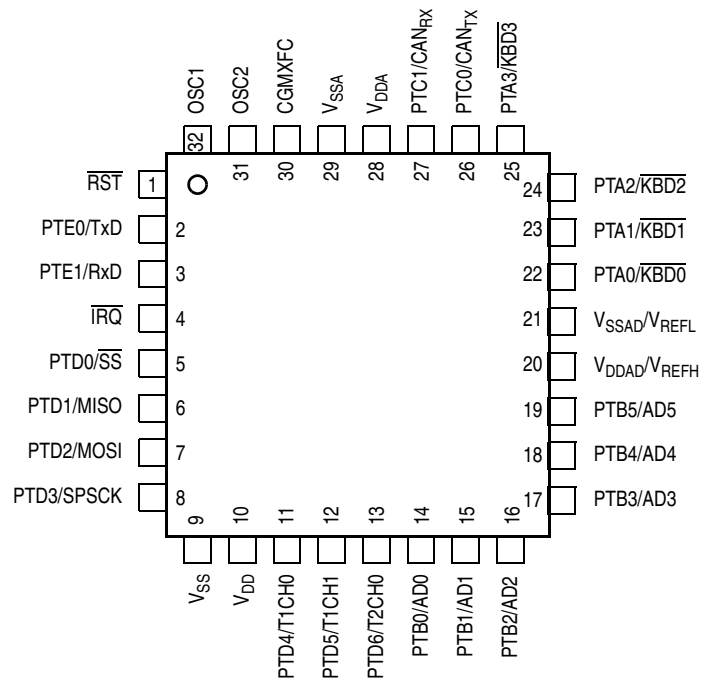 OSC1
OSC2
CGMXFC
VSSA
VDDA
PTC1/CANRX
PTC0/CANTX
PTA3/KBD3
32
31
30
29
28
27
26
25
RST 1
PTE0/TxD 2
PTE1/RxD 3
IRQ 4
PTD0/SS 5
PTD1/MISO 6
PTD2/MOSI 7
PTD3/SPSCK 8
24 PTA2/KBD2
23 PTA1/KBD1
22 PTA0/KBD0
21 VSSAD/VREFL
20 VDDAD/VREFH
19 PTB5/AD5
18 PTB4/AD4
17 PTB3/AD3
9
10
11
12
13
14
15
16
VSS
VDD
PTD4/T1CH0
PTD5/T1CH1
PTD6/T2CH0
PTB0/AD0
PTB1/AD1
PTB2/AD2